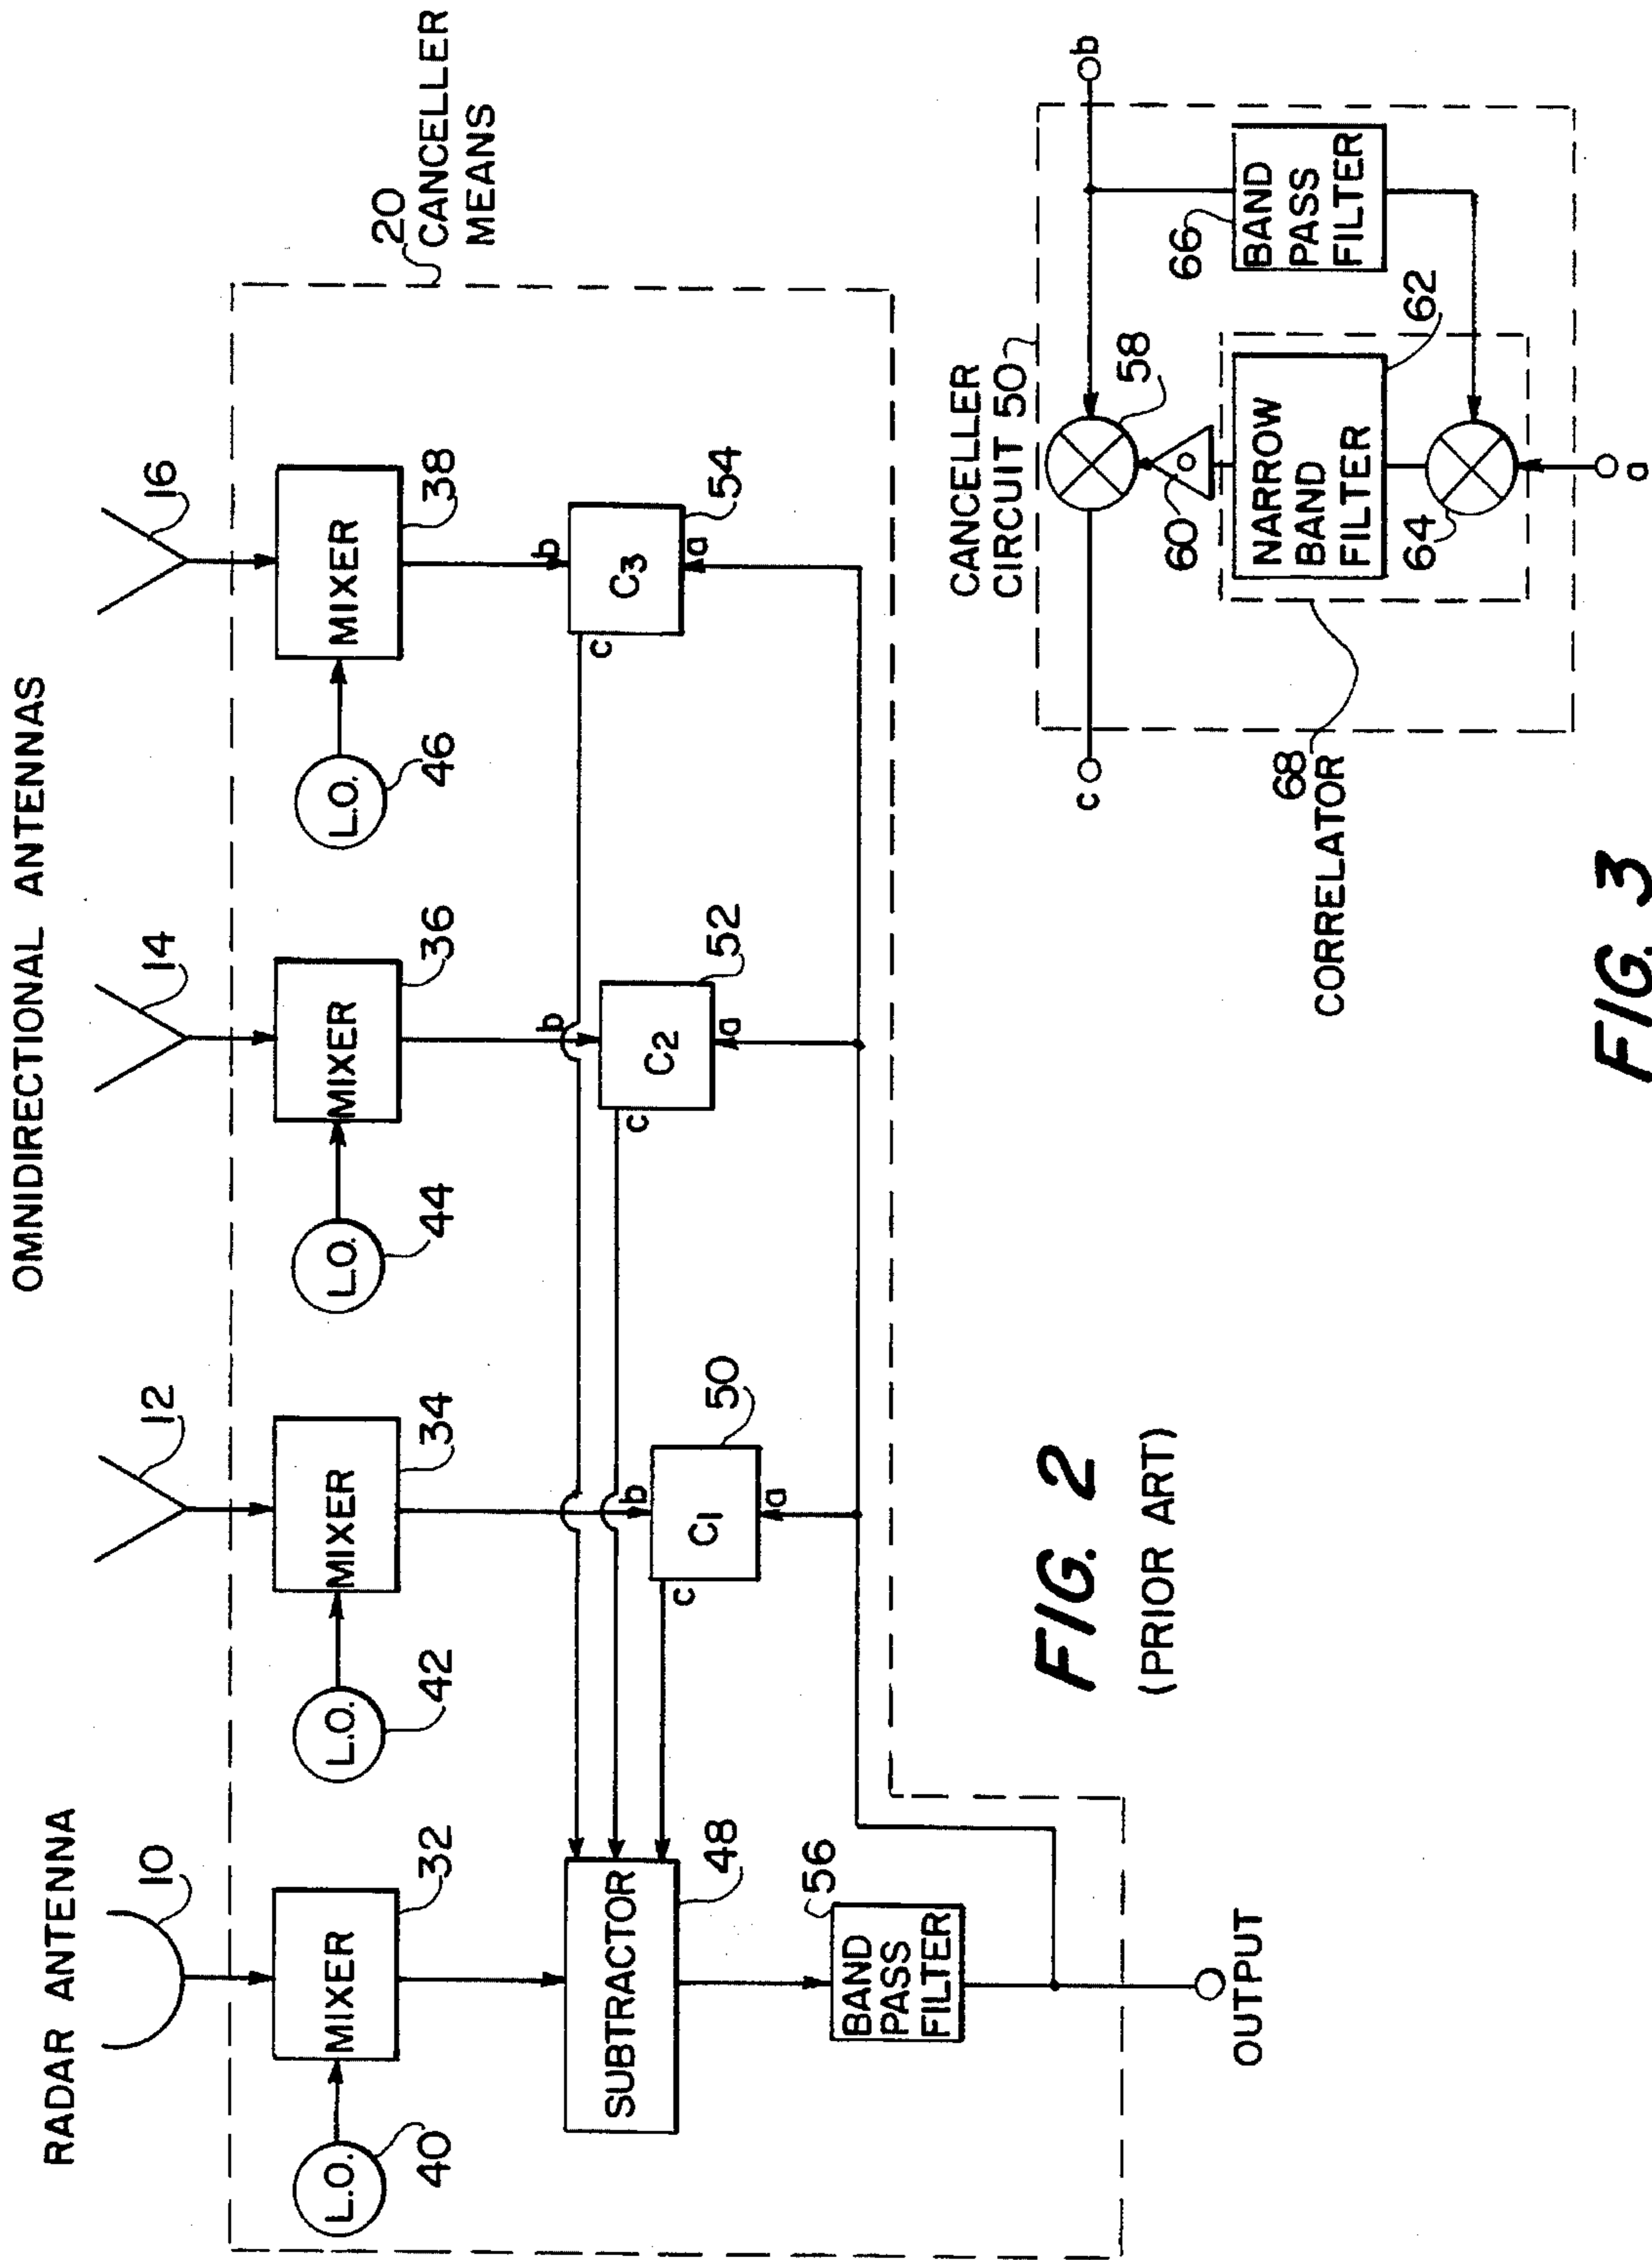 RADAR ANTENNA
OMNIDIRECTIONAL ANTENNAS
10
12
14
16
20
CANCELLER
MEANS
L.O.
40
MIXER
32
L.O.
42
MIXER
34
L.O.
44
MIXER
36
L.O.
46
MIXER
38
SUBTRACTOR
48
c
C1
b
a
50
c
C2
b
a
52
c
C3
b
a
54
BAND
PASS
FILTER
56
OUTPUT
FIG. 2
(PRIOR ART)
CANCELLER
CIRCUIT 50
c
b
58
60
66
BAND
PASS
FILTER
NARROW
BAND
FILTER
62
64
68
CORRELATOR
a
FIG. 3